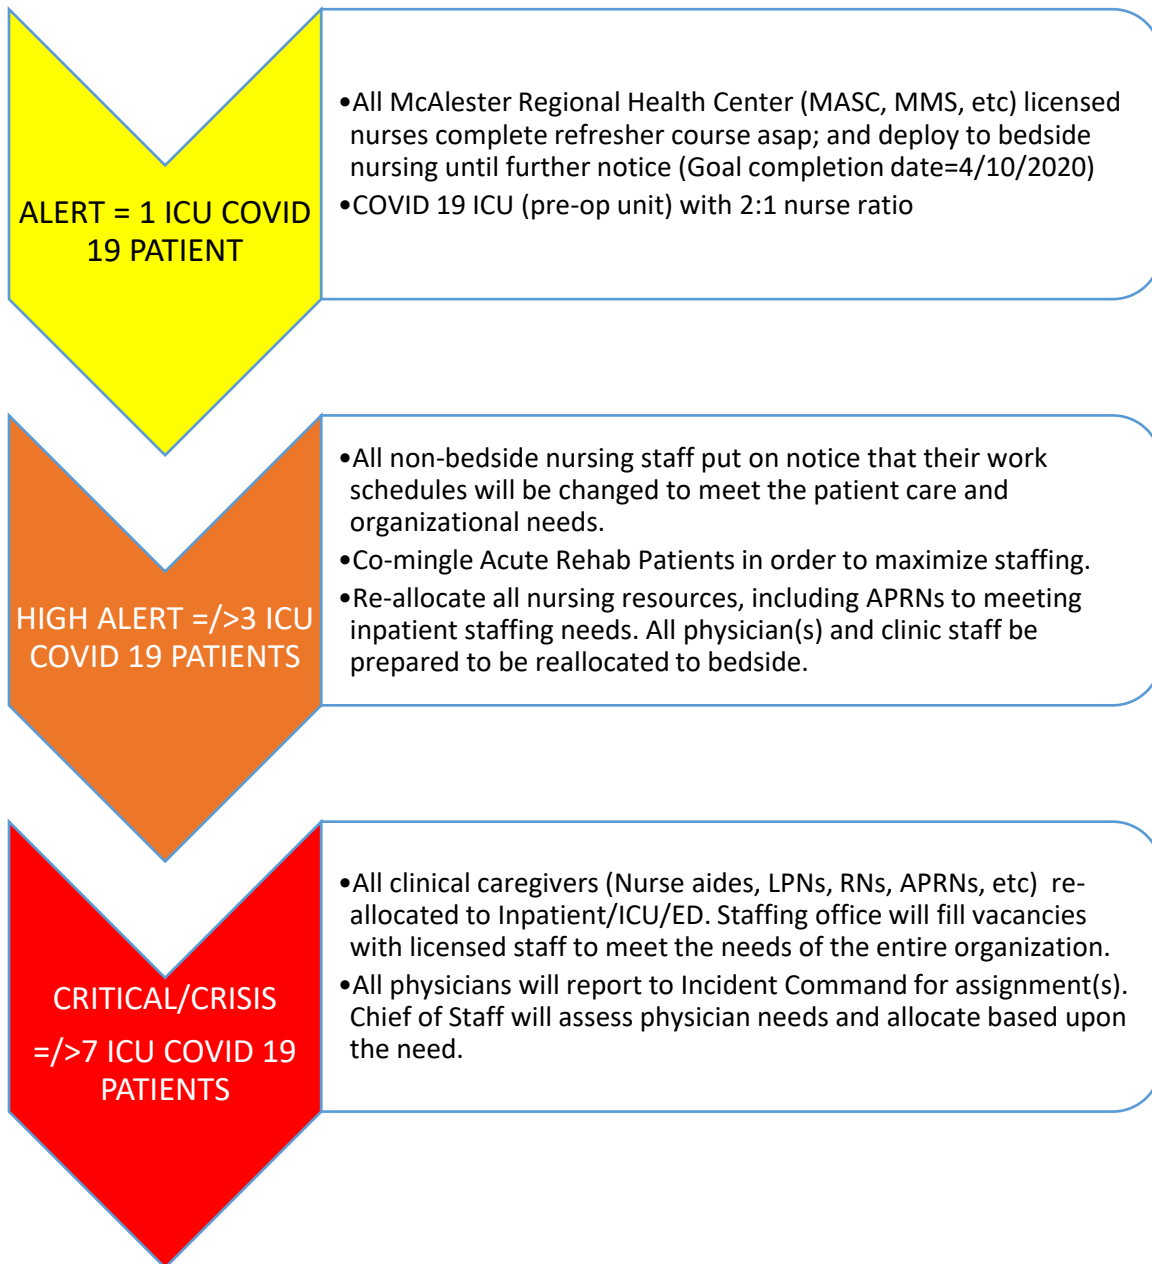 ALERT = 1 ICU COVID
19 PATIENT
•All McAlester Regional Health Center (MASC, MMS, etc) licensed
nurses complete refresher course asap; and deploy to bedside
nursing until further notice (Goal completion date=4/10/2020)
•COVID 19 ICU (pre-op unit) with 2:1 nurse ratio
HIGH ALERT =/>3 ICU
COVID 19 PATIENTS
•All non-bedside nursing staff put on notice that their work
schedules will be changed to meet the patient care and
organizational needs.
•Co-mingle Acute Rehab Patients in order to maximize staffing.
•Re-allocate all nursing resources, including APRNs to meeting
inpatient staffing needs. All physician(s) and clinic staff be
prepared to be reallocated to bedside.
CRITICAL/CRISIS
=/>7 ICU COVID 19
PATIENTS
•All clinical caregivers (Nurse aides, LPNs, RNs, APRNs, etc)  re-
allocated to Inpatient/ICU/ED. Staffing office will fill vacancies
with licensed staff to meet the needs of the entire organization.
•All physicians will report to Incident Command for assignment(s).
Chief of Staff will assess physician needs and allocate based upon
the need.